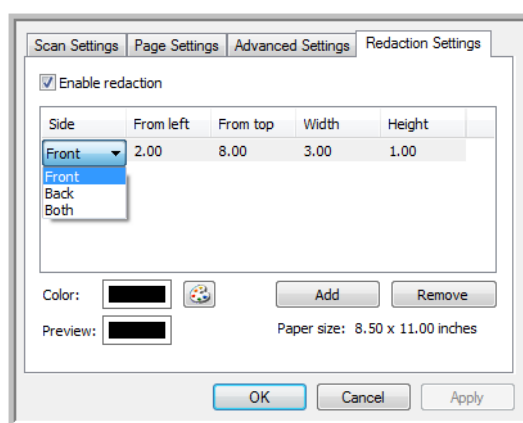 Scan Settings Page Settings Advanced Settings Redaction Settings
Enable redaction
Side From left From top Width Height
Front 2.00 8.00 3.00 1.00
Front
Back
Both
Color: Add Remove
Preview: Paper size: 8.50 x 11.00 inches
OK Cancel Apply